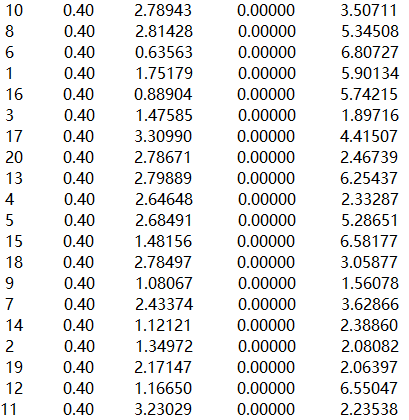 10 0.40 2.78943 0.00000 3.50711
8 0.40 2.81428 0.00000 5.34508
6 0.40 0.63563 0.00000 6.80727
1 0.40 1.75179 0.00000 5.90134
16 0.40 0.88904 0.00000 5.74215
3 0.40 1.47585 0.00000 1.89716
17 0.40 3.30990 0.00000 4.41507
20 0.40 2.78671 0.00000 2.46739
13 0.40 2.79889 0.00000 6.25437
4 0.40 2.64648 0.00000 2.33287
5 0.40 2.68491 0.00000 5.28651
15 0.40 1.48156 0.00000 6.58177
18 0.40 2.78497 0.00000 3.05877
9 0.40 1.08067 0.00000 1.56078
7 0.40 2.43374 0.00000 3.62866
14 0.40 1.12121 0.00000 2.38860
2 0.40 1.34972 0.00000 2.08082
19 0.40 2.17147 0.00000 2.06397
12 0.40 1.16650 0.00000 6.55047
11 0.40 3.23029 0.00000 2.23538